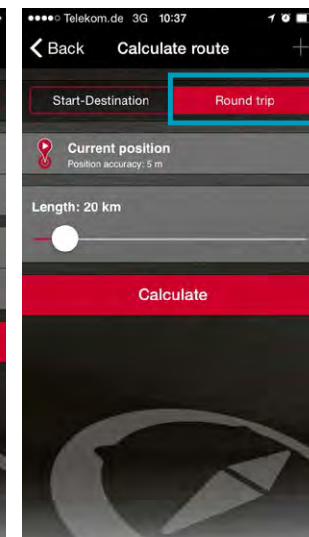 Telekom.de 3G 10:37
Back Calculate route +
Start-Destination Round trip
Current position
Position accuracy: 5 m
Length: 20 km
Calculate